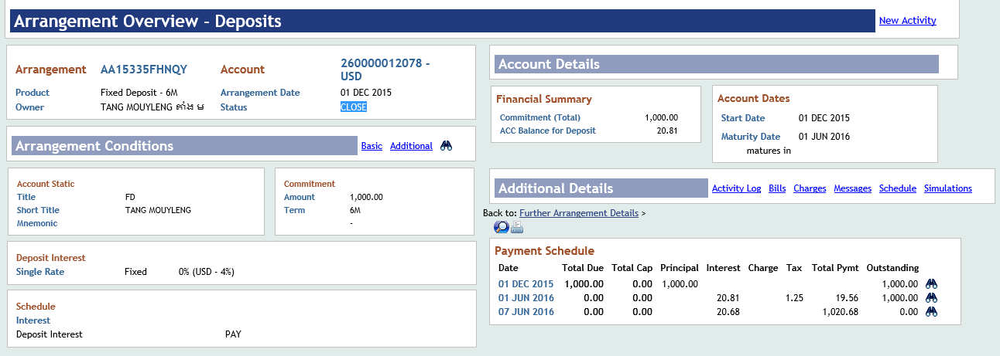 Arrangement Overview - Deposits
New Activity
Arrangement AA15335FHNQY Account 260000012078 - USD
Product Fixed Deposit - 6M Arrangement Date 01 DEC 2015
Owner TANG MOUYLENG តាំង ម Status CLOSE
Arrangement Conditions
Basic Additional
Account Static
Title FD
Short Title TANG MOUYLENG
Mnemonic
Commitment
Amount 1,000.00
Term 6M
-
Deposit Interest
Single Rate Fixed 0% (USD - 4%)
Schedule
Interest
Deposit Interest PAY
Account Details
Financial Summary
Commitment (Total) 1,000.00
ACC Balance for Deposit 20.81
Account Dates
Start Date 01 DEC 2015
Maturity Date 01 JUN 2016
matures in
Additional Details
Activity Log Bills Charges Messages Schedule Simulations
Back to: Further Arrangement Details >
Payment Schedule
Date Total Due Total Cap Principal Interest Charge Tax Total Pymt Outstanding
01 DEC 2015 1,000.00 0.00 1,000.00 1,000.00
01 JUN 2016 0.00 0.00 20.81 1.25 19.56 1,000.00
07 JUN 2016 0.00 0.00 20.68 1,020.68 0.00